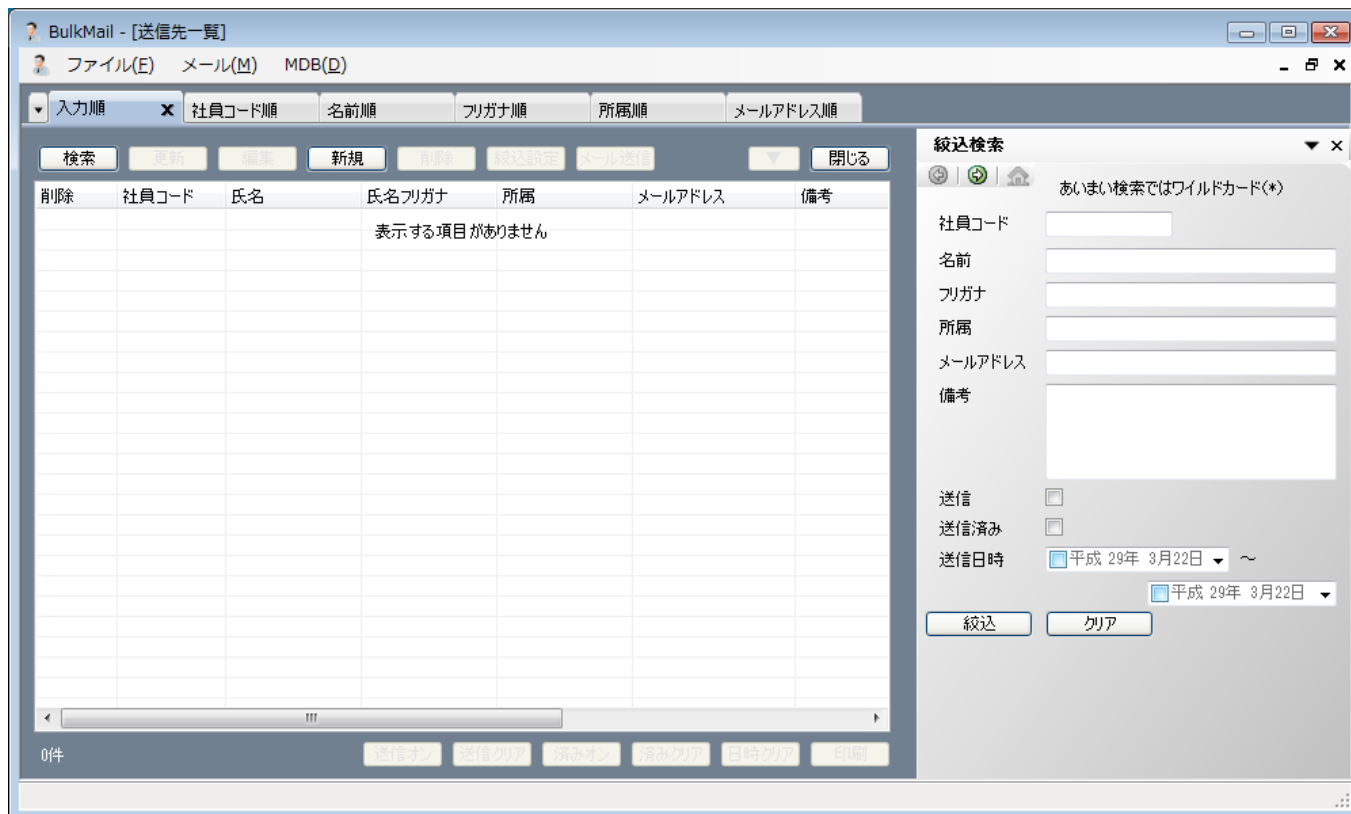 BulkMail - [送信先一覧]
ファイル(F) メール(M) MDB(D)
入力順 社員コード順 名前順 フリガナ順 所属順 メールアドレス順
検索 更新 編集 新規 削除 絞込設定 メール送信 ▼ 閉じる
削除 社員コード 氏名 氏名フリガナ 所属 メールアドレス 備考
表示する項目がありません
0件 送信オン 送信クリア 済みオン 済みクリア 日時クリア 印刷
絞込検索
あいまい検索ではワイルドカード(*)
社員コード
名前
フリガナ
所属
メールアドレス
備考
送信
送信済み
送信日時 平成 29年 3月22日 ～
平成 29年 3月22日
絞込 クリア